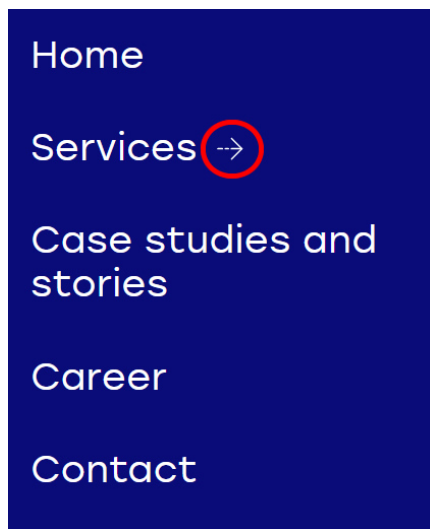 Home
Services
Case studies and
stories
Career
Contact